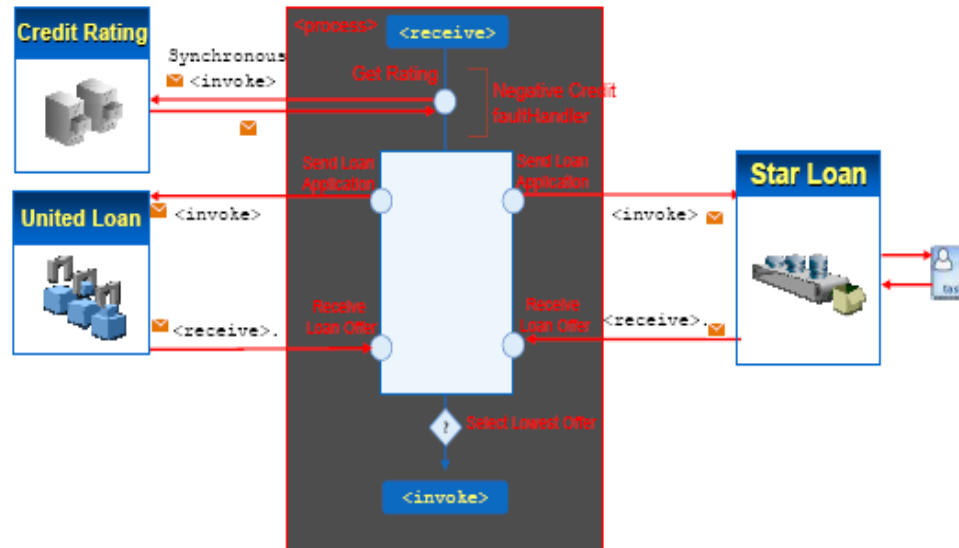 <process>
<receive>
Credit Rating
Synchronous
<invoke>
Get Rating
Negative Credit
faultHandler
Send Loan
Application
Send Loan
Application
United Loan
<invoke>
<invoke>
Star Loan
task
Receive
Loan Offer
Receive
Loan Offer
<receive>.
<receive>.
?
Select Lowest Offer
<invoke>